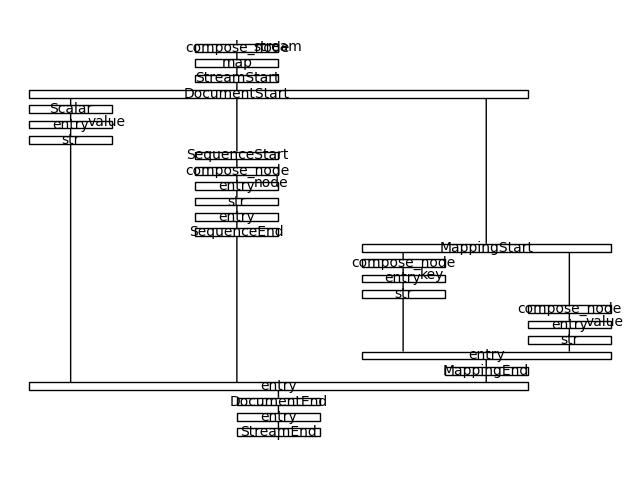 compose_node stream
map
StreamStart
DocumentStart
Scalar
entry value
str
SequenceStart
compose_node
entry node
str
entry
SequenceEnd
MappingStart
compose_node
entry key
str
compose_node
entry value
str
entry
MappingEnd
entry
DocumentEnd
entry
StreamEnd